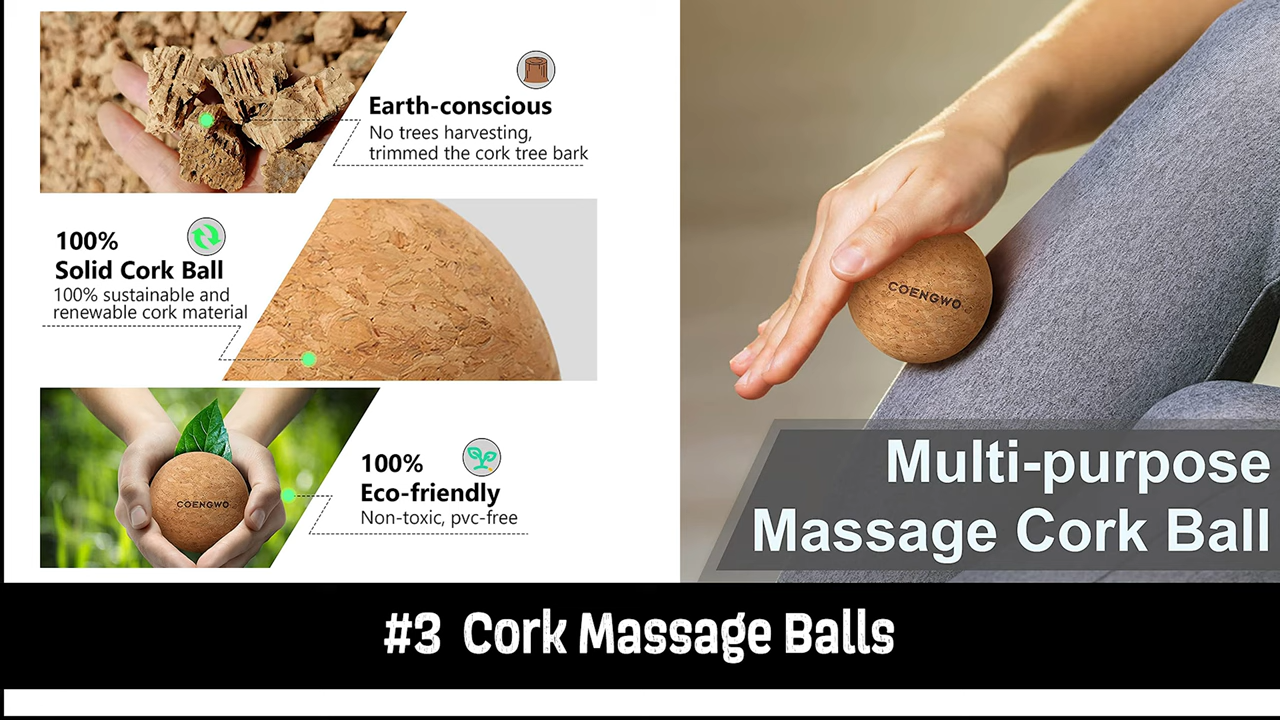 Earth-conscious
No trees harvesting,
trimmed the cork tree bark
100%
Solid Cork Ball
100% sustainable and
renewable cork material
COENGWO
100%
Eco-friendly
Non-toxic, pvc-free
COENGWO
Multi-purpose
Massage Cork Ball
#3 Cork Massage Balls